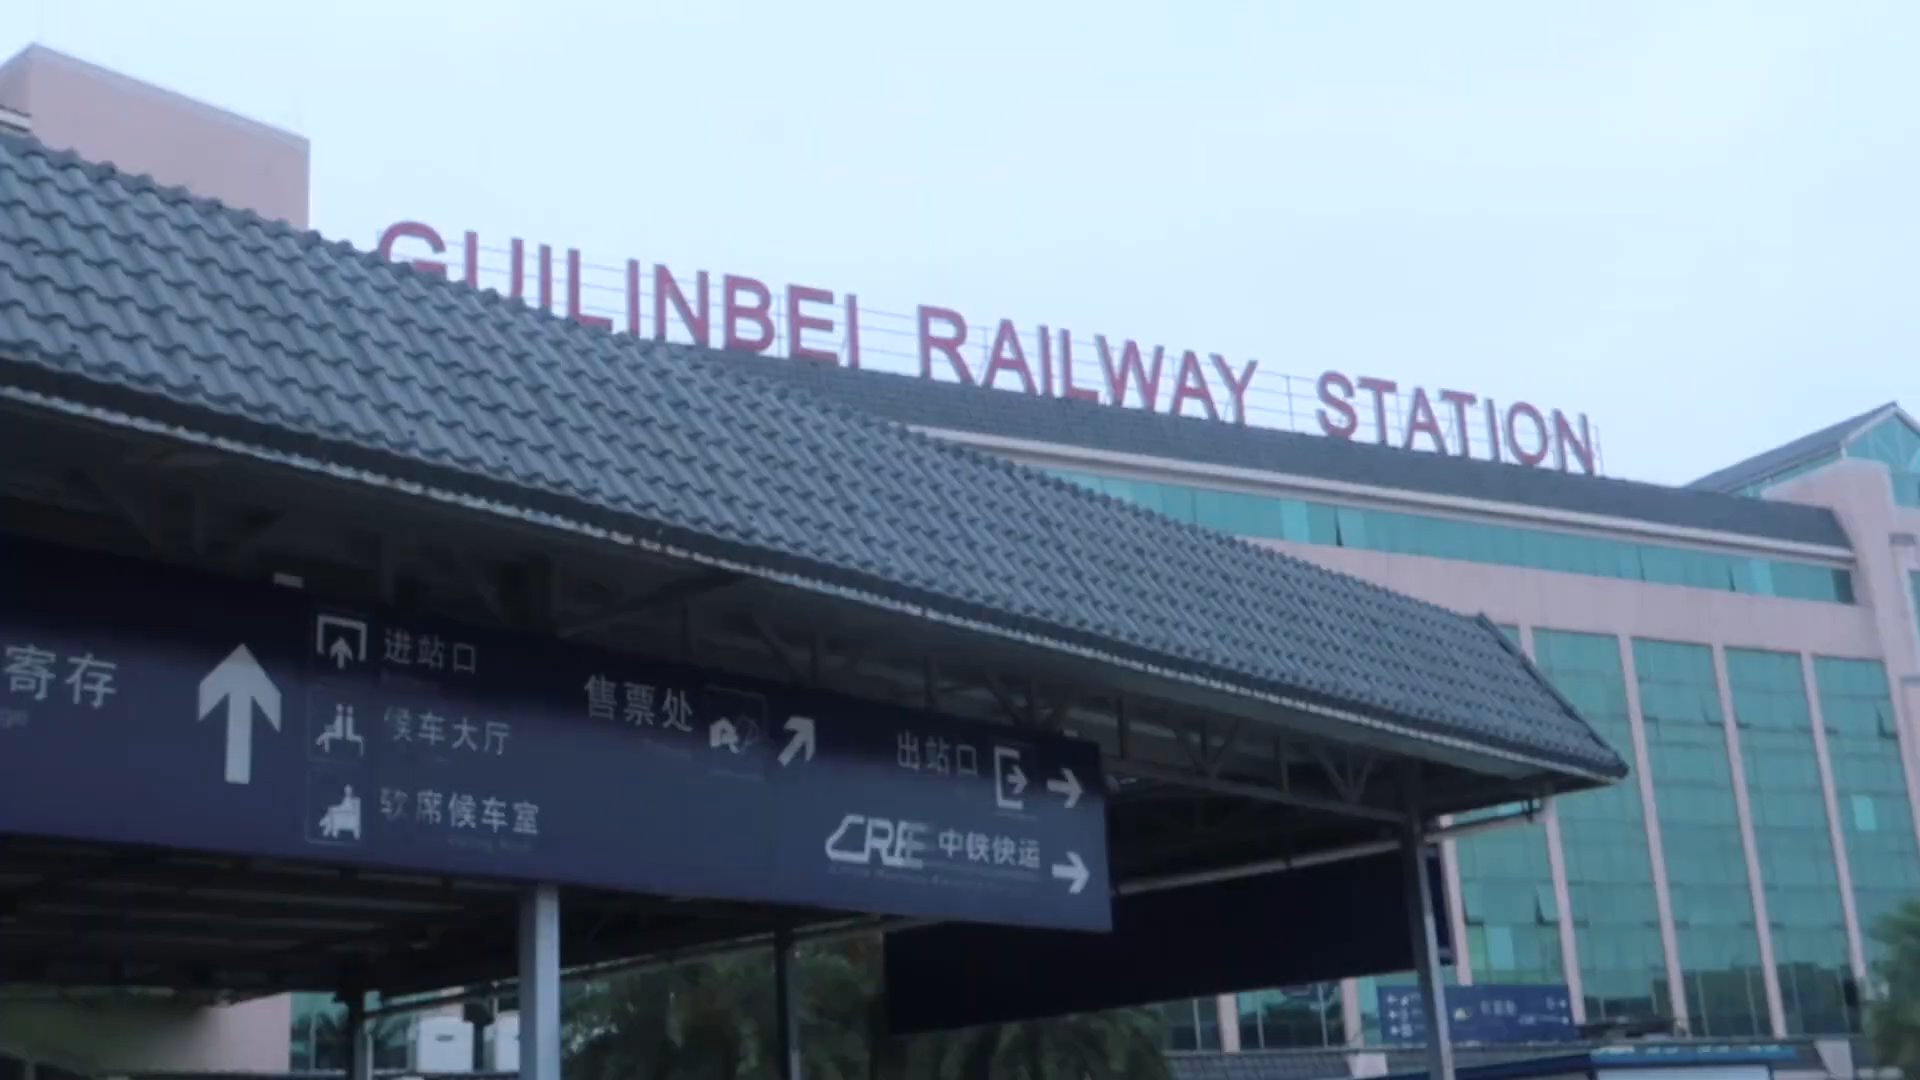 GUILINBEI RAILWAY STATION
寄存
进站口
候车大厅
软席候车室
售票处
出站口
CRE 中铁快运